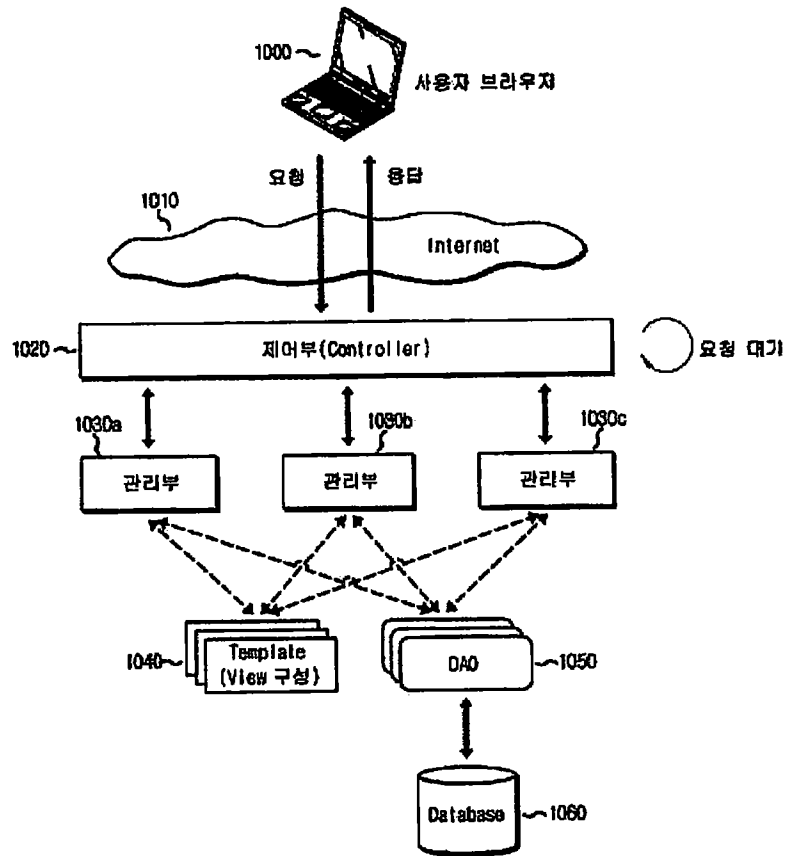 1000
사용자 브라우저
요청
응답
1010
Internet
1020
제어부(Controller)
요청 대기
1030a
1030b
1030c
관리부
관리부
관리부
1040
Template
(View 구성)
DAO
1050
Database
1060